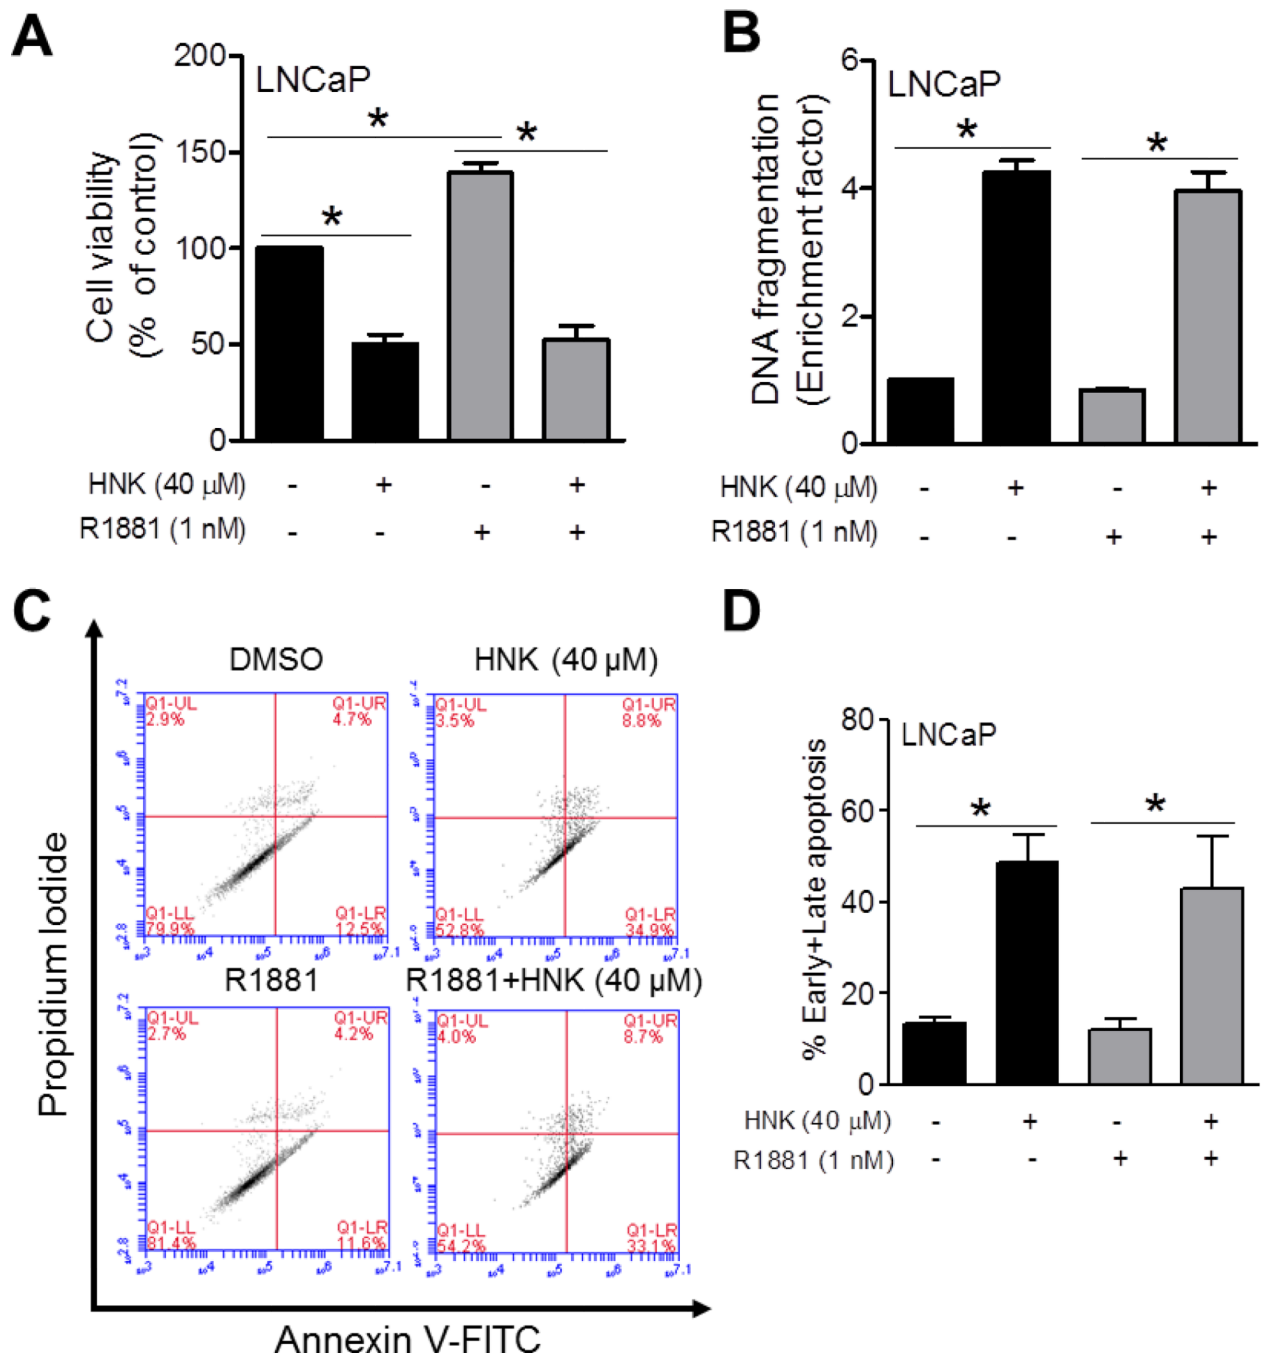 A
200
150
100
50
0
Cell viability
(% of control)
LNCaP
*
*
*
HNK (40 μM) - + - +
R1881 (1 nM) - - + +
B
6
4
2
0
DNA fragmentation
(Enrichment factor)
LNCaP
*
*
HNK (40 μM) - + - +
R1881 (1 nM) - - + +
C
Propidium Iodide
DMSO
Q1-UL
2.9%
Q1-UR
4.7%
Q1-LL
79.9%
Q1-LR
12.5%
HNK (40 μM)
Q1-UL
3.5%
Q1-UR
8.8%
Q1-LL
52.8%
Q1-LR
34.9%
R1881
Q1-UL
2.7%
Q1-UR
4.2%
Q1-LL
81.4%
Q1-LR
11.6%
R1881+HNK (40 μM)
Q1-UL
4.0%
Q1-UR
8.7%
Q1-LL
54.2%
Q1-LR
33.1%
Annexin V-FITC
D
80
60
40
20
0
% Early+Late apoptosis
LNCaP
*
*
HNK (40 μM) - + - +
R1881 (1 nM) - - + +